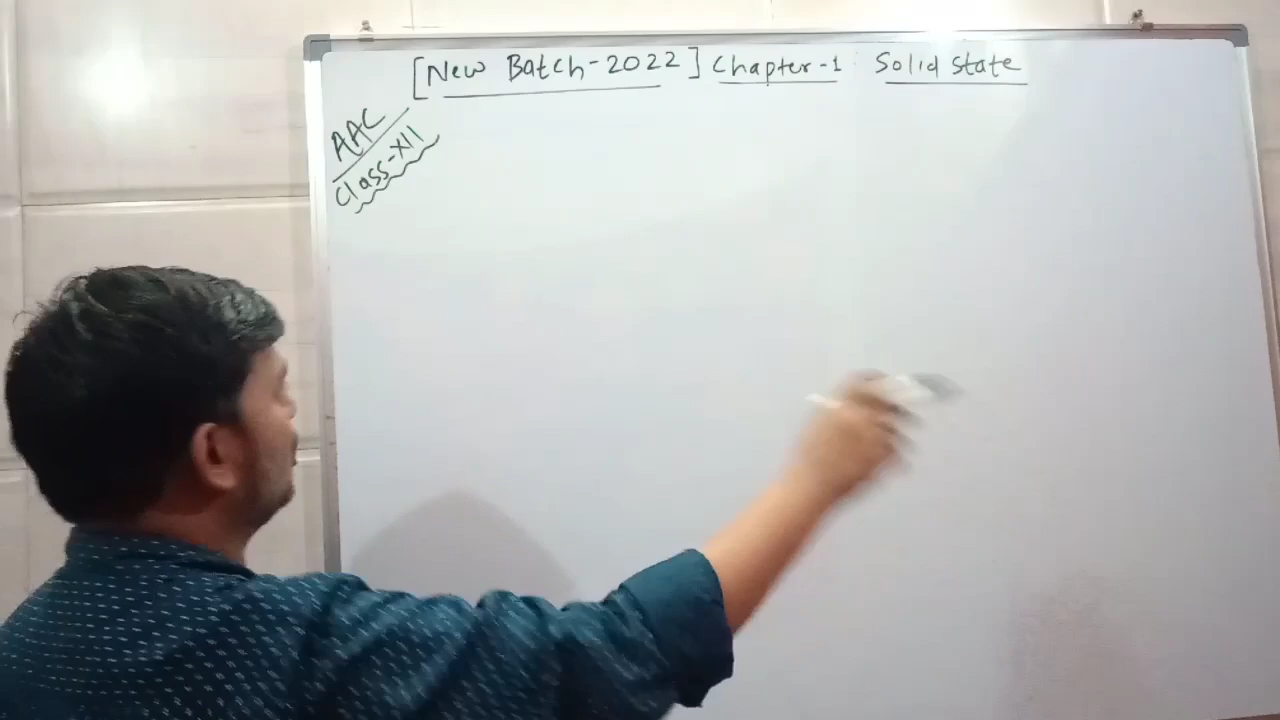 [New Batch-2022] Chapter-1 : Solid state
AAC
Class-XII